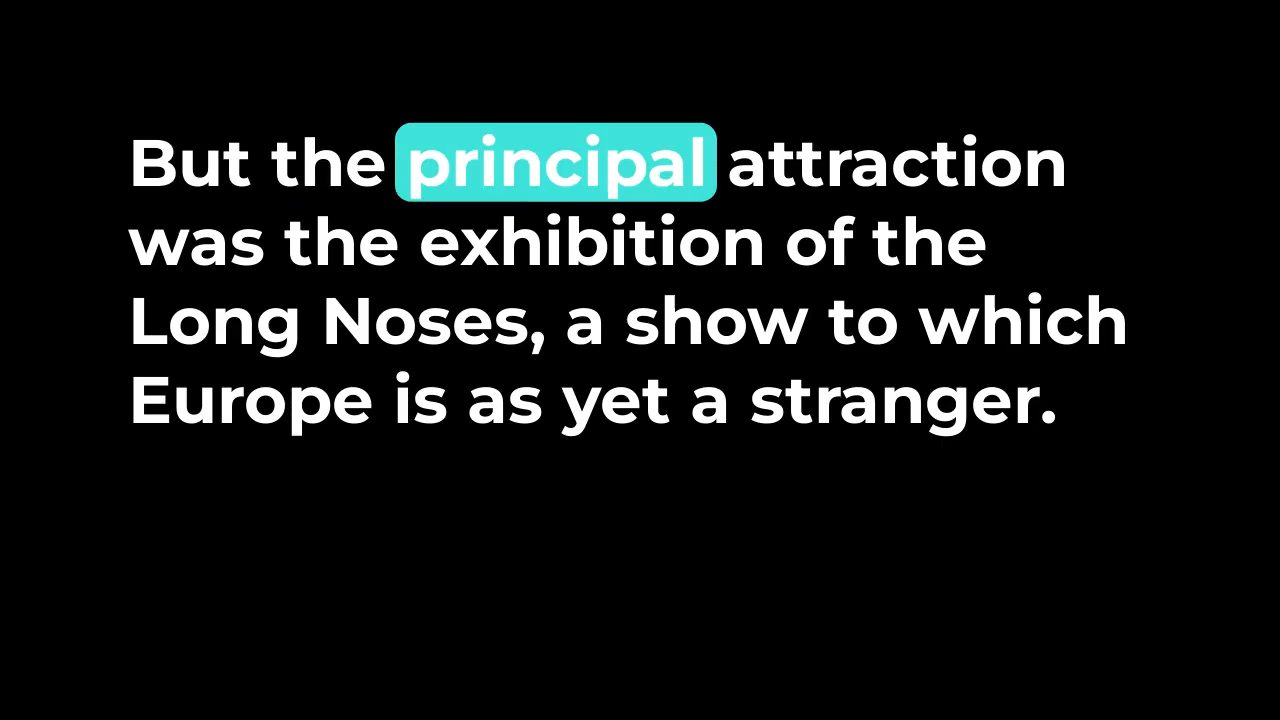 But the principal attraction
was the exhibition of the
Long Noses, a show to which
Europe is as yet a stranger.